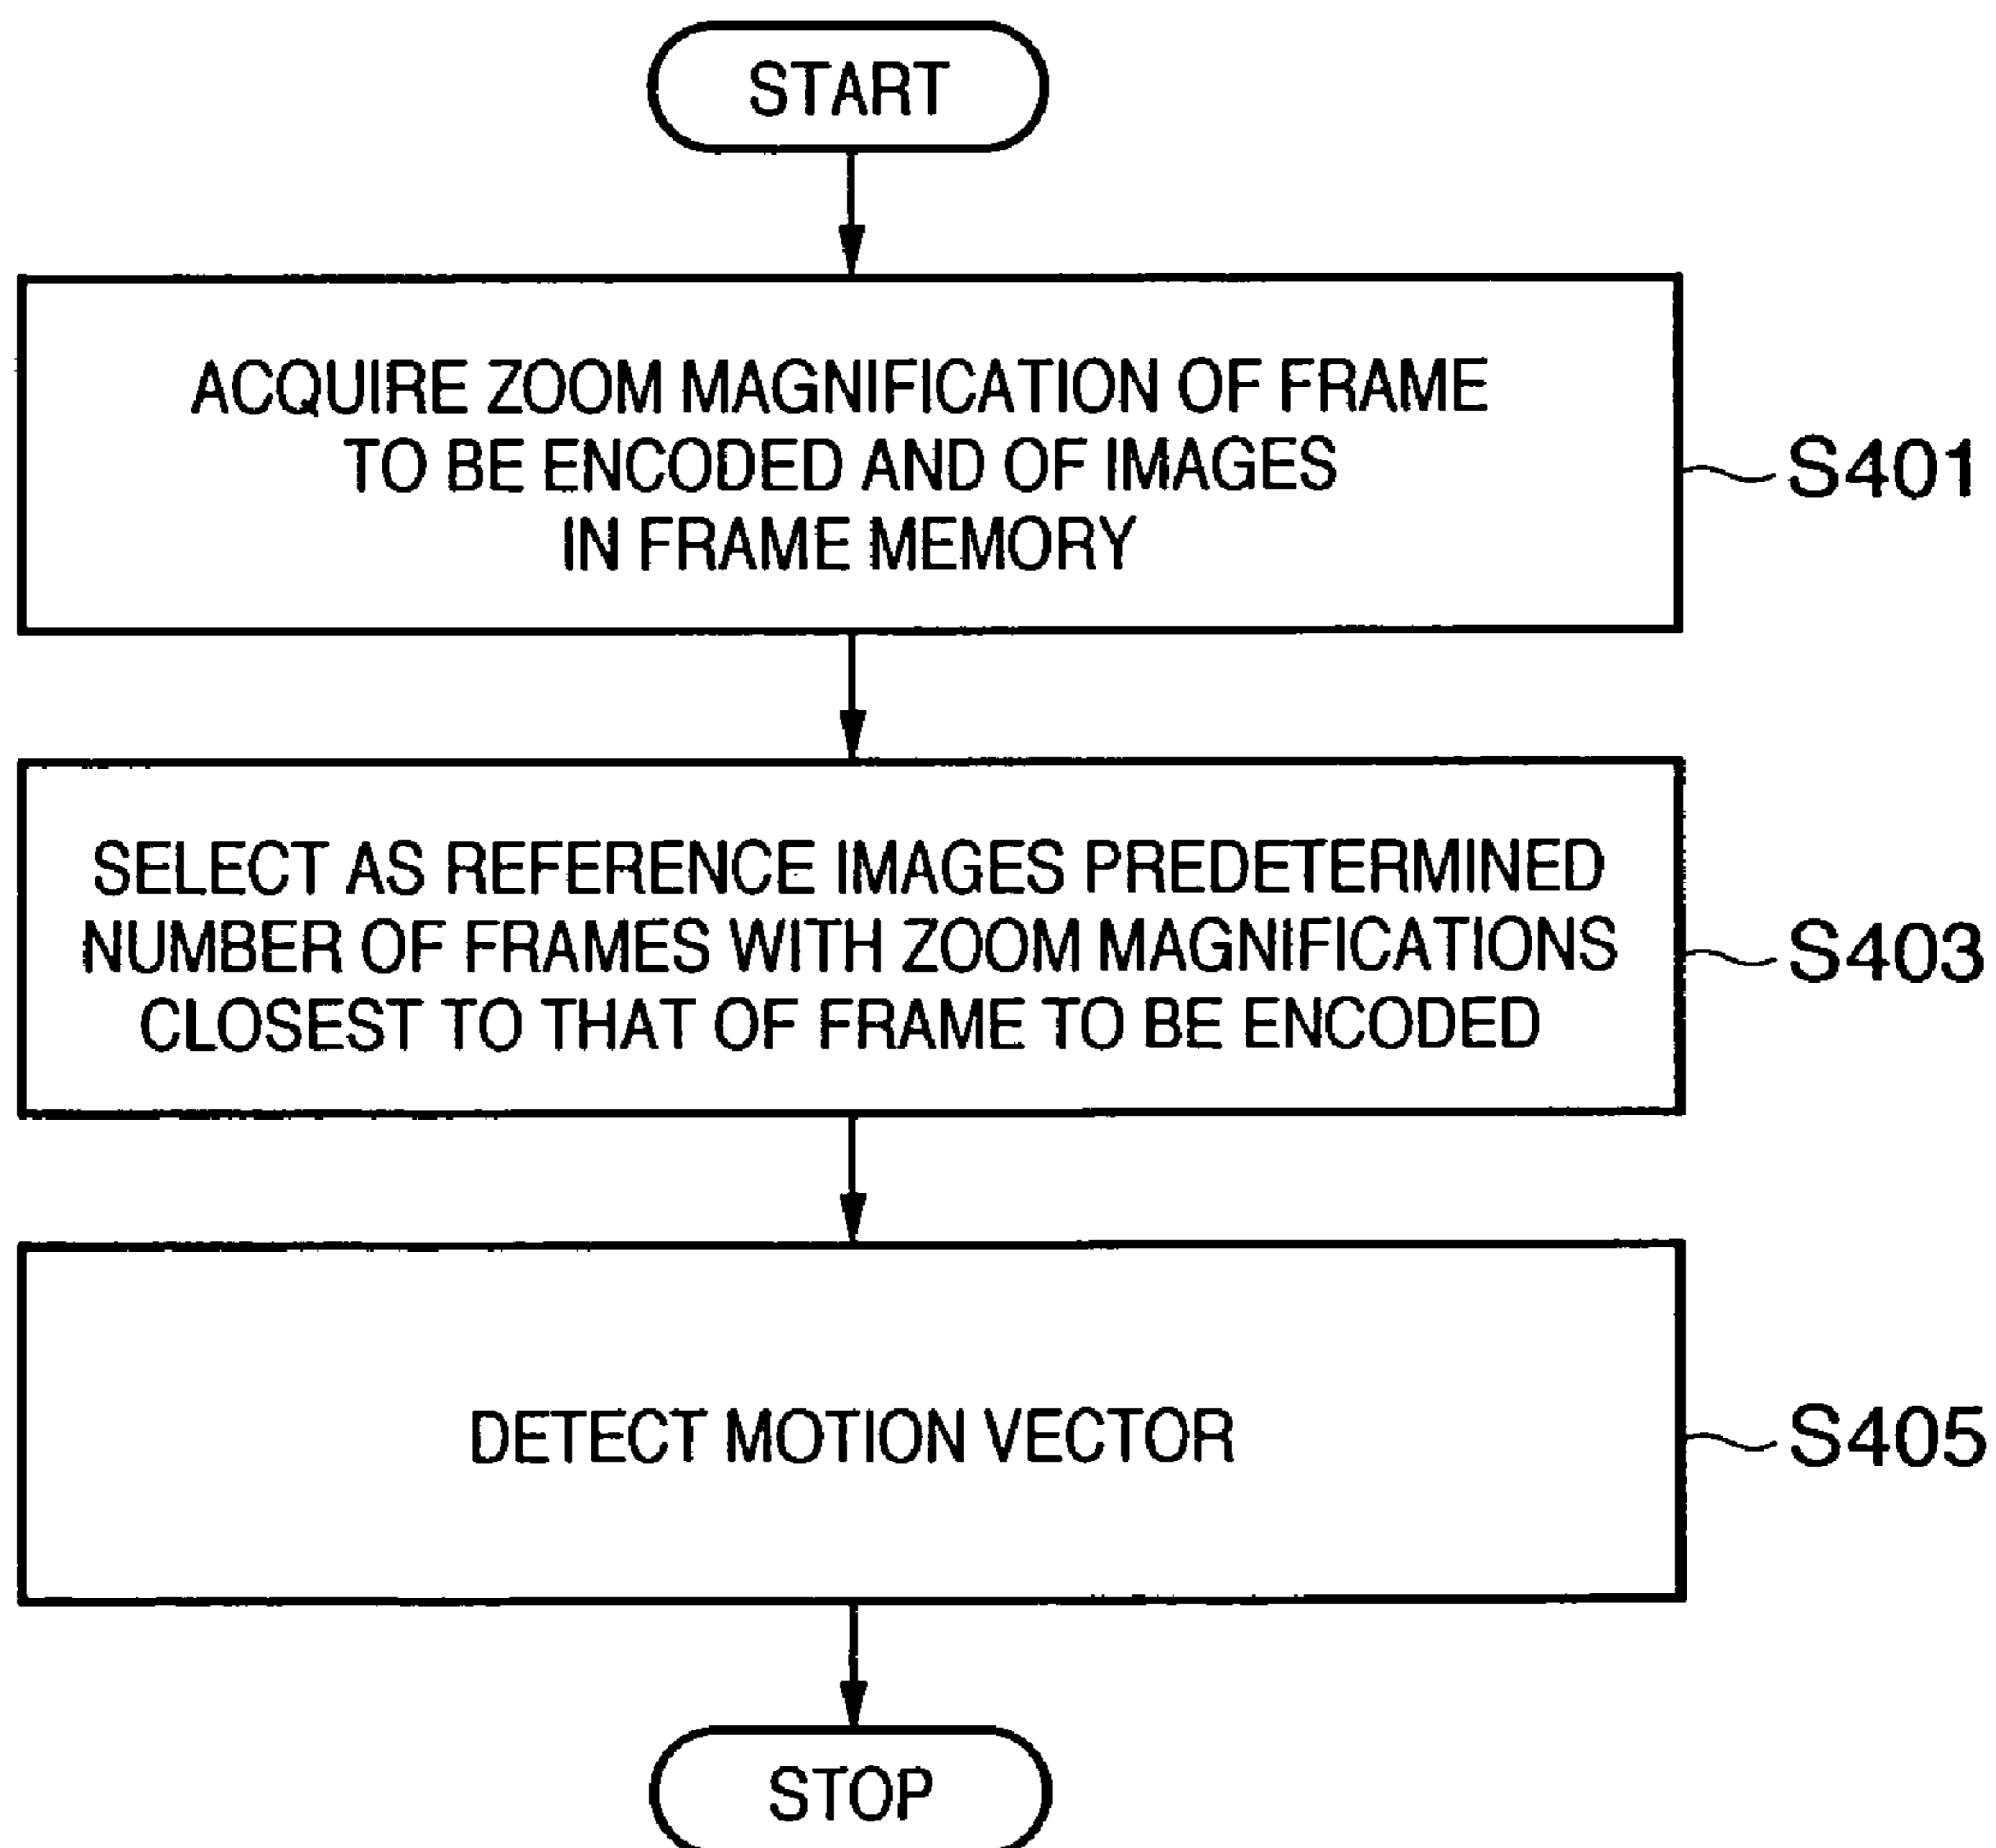 START
ACQUIRE ZOOM MAGNIFICATION OF FRAME
TO BE ENCODED AND OF IMAGES
IN FRAME MEMORY
S401
SELECT AS REFERENCE IMAGES PREDETERMINED
NUMBER OF FRAMES WITH ZOOM MAGNIFICATIONS
CLOSEST TO THAT OF FRAME TO BE ENCODED
S403
DETECT MOTION VECTOR
S405
STOP